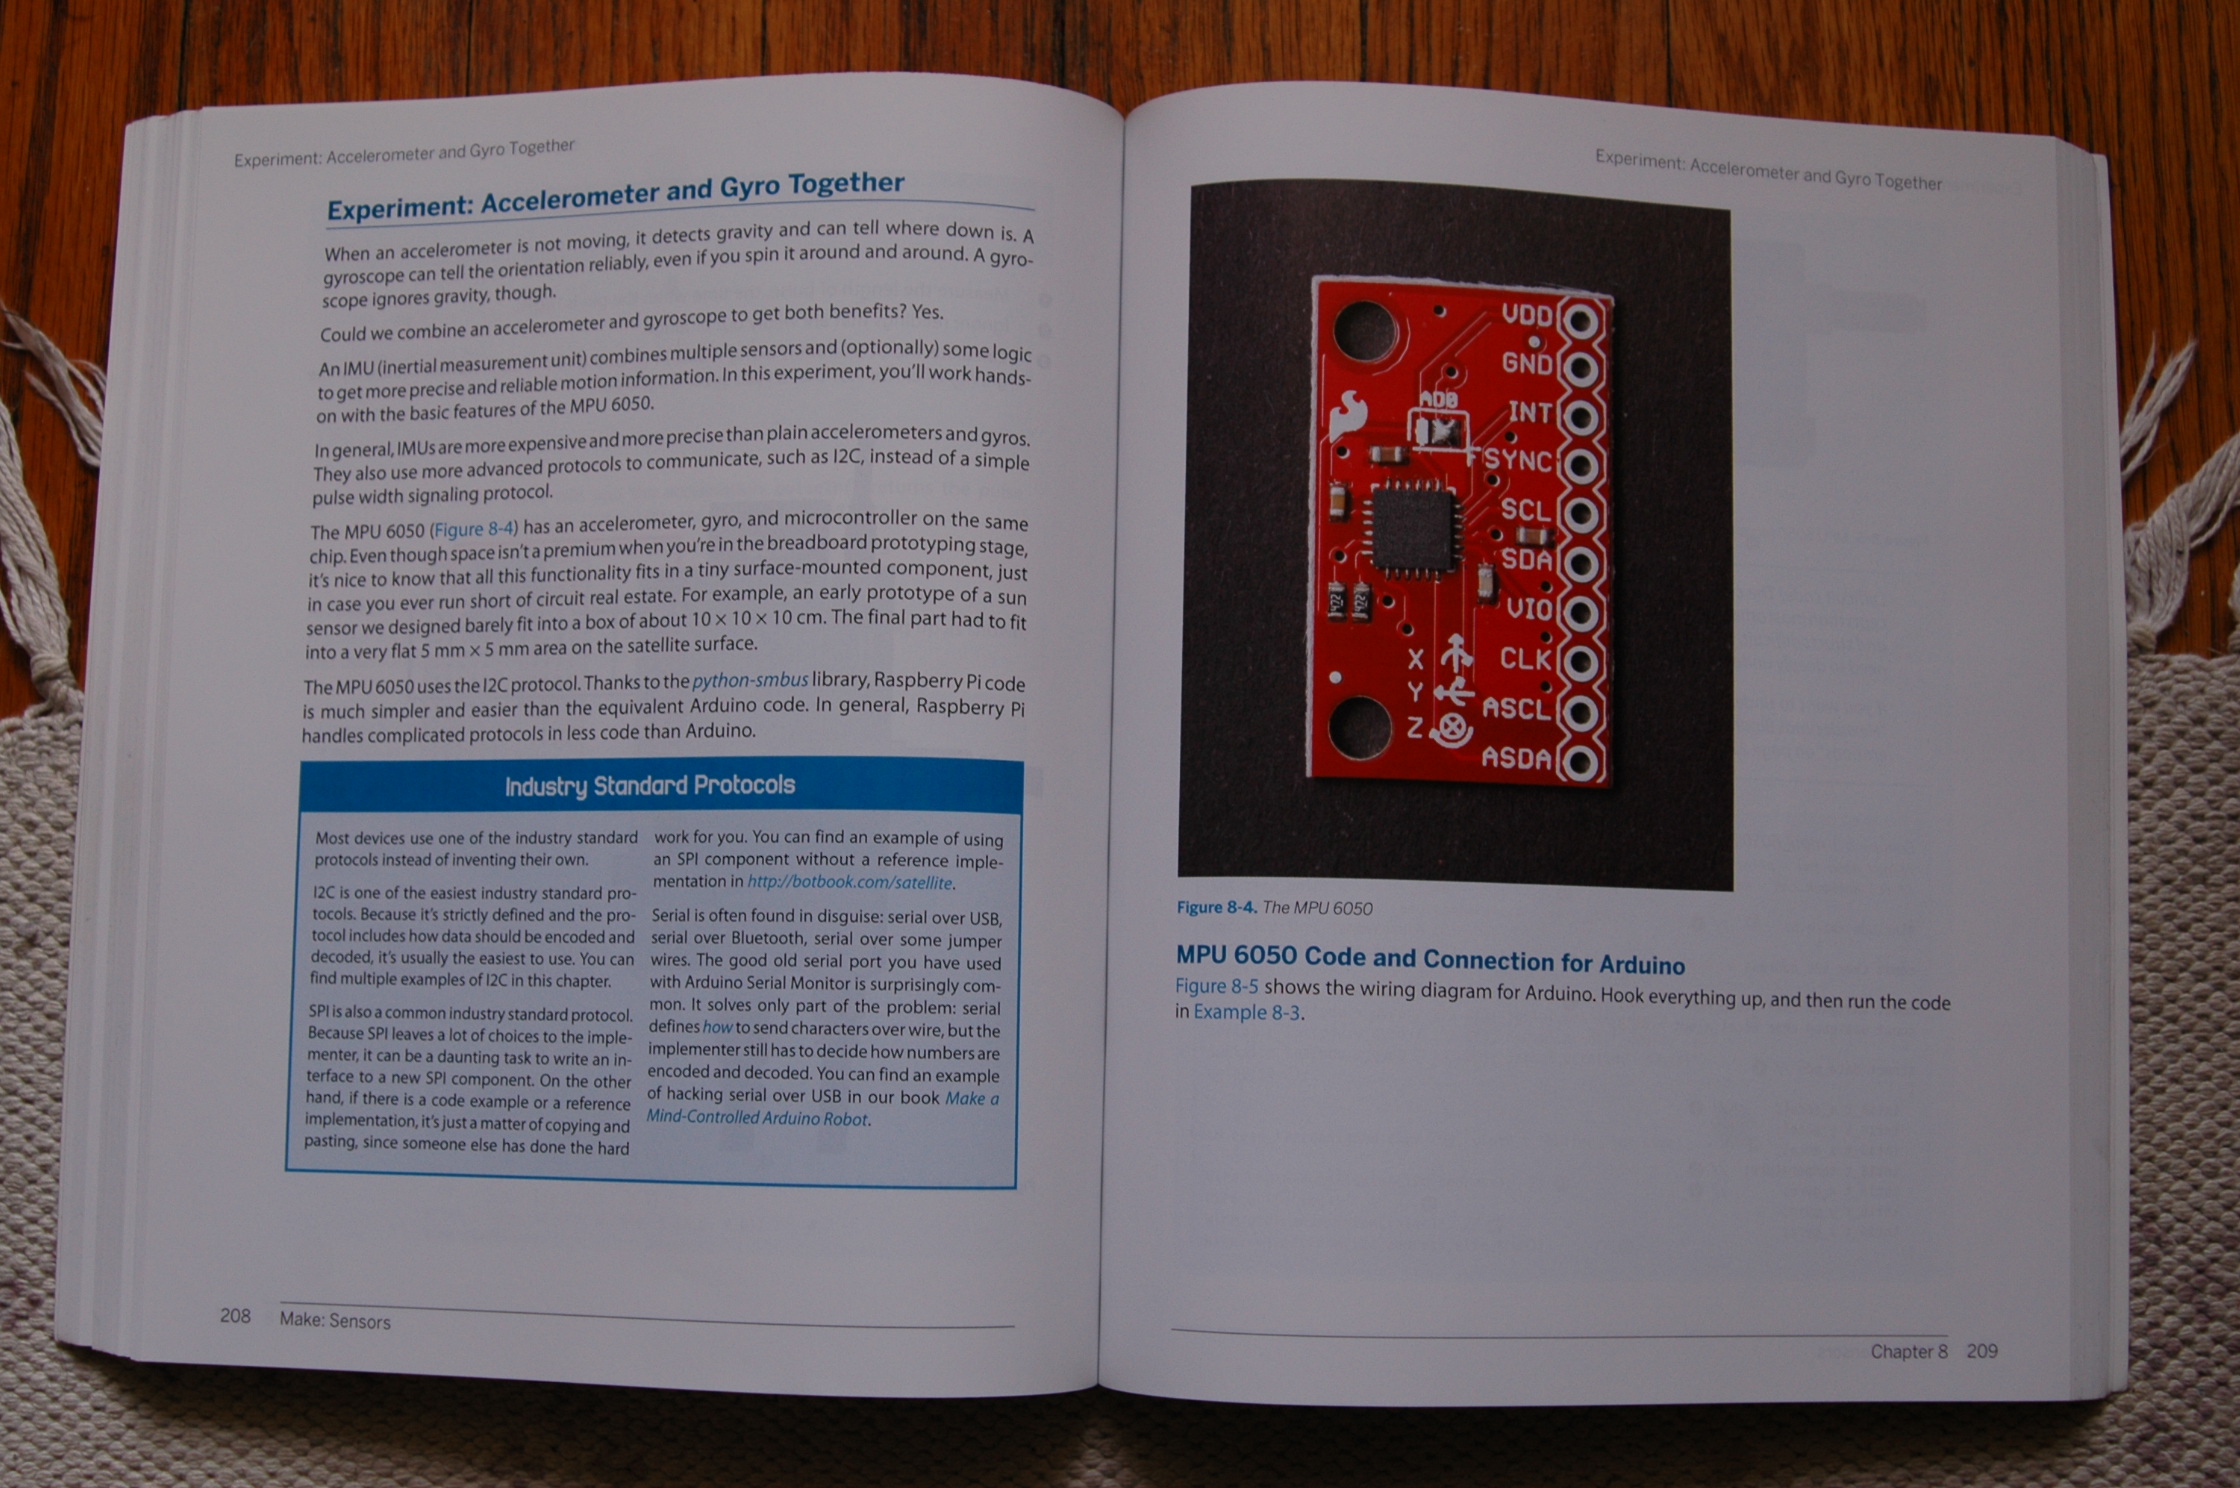 Experiment: Accelerometer and Gyro Together
Experiment: Accelerometer and Gyro Together
When an accelerometer is not moving, it detects gravity and can tell where down is. A
gyroscope can tell the orientation reliably, even if you spin it around and around. A gyro-
scope ignores gravity, though.
Could we combine an accelerometer and gyroscope to get both benefits? Yes.
An IMU (inertial measurement unit) combines multiple sensors and (optionally) some logic
to get more precise and reliable motion information. In this experiment, you'll work hands-
on with the basic features of the MPU 6050.
In general, IMUs are more expensive and more precise than plain accelerometers and gyros.
They also use more advanced protocols to communicate, such as I2C, instead of a simple
pulse width signaling protocol.
The MPU 6050 (Figure 8-4) has an accelerometer, gyro, and microcontroller on the same
chip. Even though space isn't a premium when you're in the breadboard prototyping stage,
it's nice to know that all this functionality fits in a tiny surface-mounted component, just
in case you ever run short of circuit real estate. For example, an early prototype of a sun
sensor we designed barely fit into a box of about 10 × 10 × 10 cm. The final part had to fit
into a very flat 5 mm × 5 mm area on the satellite surface.
The MPU 6050 uses the I2C protocol. Thanks to the python-smbus library, Raspberry Pi code
is much simpler and easier than the equivalent Arduino code. In general, Raspberry Pi
handles complicated protocols in less code than Arduino.
Industry Standard Protocols
Most devices use one of the industry standard
protocols instead of inventing their own.
I2C is one of the easiest industry standard pro-
tocols. Because it's strictly defined and the pro-
tocol includes how data should be encoded and
decoded, it's usually the easiest to use. You can
find multiple examples of I2C in this chapter.
SPI is also a common industry standard protocol.
Because SPI leaves a lot of choices to the imple-
menter, it can be a daunting task to write an in-
terface to a new SPI component. On the other
hand, if there is a code example or a reference
implementation, it's just a matter of copying and
pasting, since someone else has done the hard
work for you. You can find an example of using
an SPI component without a reference imple-
mentation in http://botbook.com/satellite.
Serial is often found in disguise: serial over USB,
serial over Bluetooth, serial over some jumper
wires. The good old serial port you have used
with Arduino Serial Monitor is surprisingly com-
mon. It solves only part of the problem: serial
defines how to send characters over wire, but the
implementer still has to decide how numbers are
encoded and decoded. You can find an example
of hacking serial over USB in our book Make a
Mind-Controlled Arduino Robot.
208 Make: Sensors
Experiment: Accelerometer and Gyro Together
VDD
GND
INT
FSYNC
SCL
SDA
VIO
CLK
ASCL
ASDA
AD0
X
Y
Z
Figure 8-4. The MPU 6050
MPU 6050 Code and Connection for Arduino
Figure 8-5 shows the wiring diagram for Arduino. Hook everything up, and then run the code
in Example 8-3.
Chapter 8 209